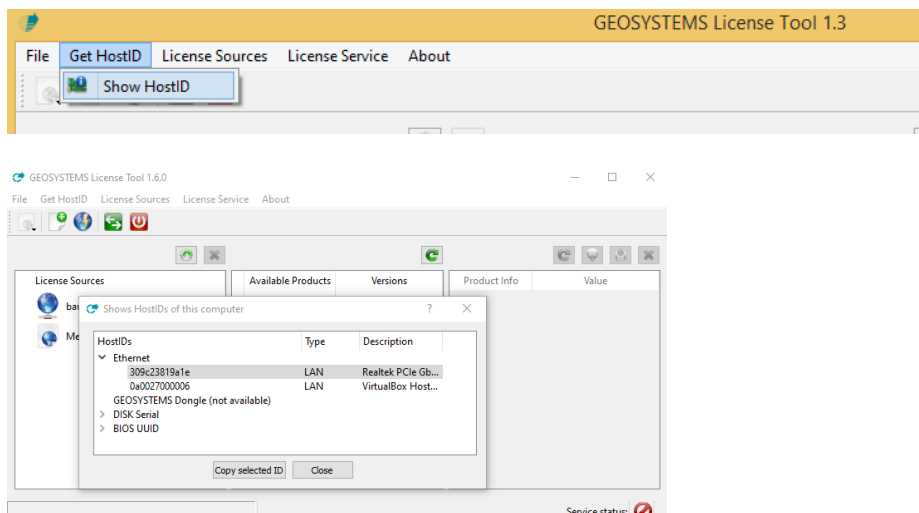 GEOSYSTEMS License Tool 1.3
File Get HostID License Sources License Service About
Show HostID
GEOSYSTEMS License Tool 1.6.0
File Get HostID License Sources License Service About
License Sources Available Products Versions Product Info Value
Shows HostIDs of this computer
HostIDs Type Description
Ethernet
309c23819a1e LAN Realtek PCIe Gb...
0a0027000006 LAN VirtualBox Host...
GEOSYSTEMS Dongle (not available)
DISK Serial
BIOS UUID
Copy selected ID Close
Service status: